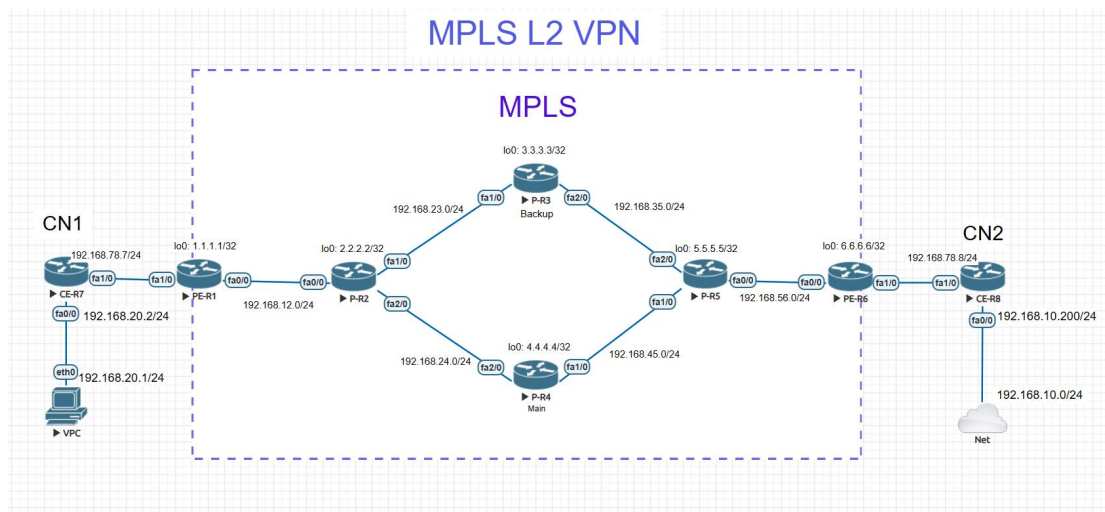 MPLS L2 VPN
MPLS
lo0: 3.3.3.3/32
fa1/0
P-R3
fa2/0
Backup
192.168.23.0/24
192.168.35.0/24
CN1
CN2
192.168.78.7/24
lo0: 1.1.1.1/32
lo0: 2.2.2.2/32
lo0: 5.5.5.5/32
lo0: 6.6.6.6/32
192.168.78.8/24
CE-R7
fa1/0
fa1/0
PE-R1
fa0/0
192.168.12.0/24
fa0/0
P-R2
fa1/0
fa2/0
fa2/0
fa1/0
P-R5
fa0/0
192.168.56.0/24
fa0/0
PE-R6
fa1/0
fa1/0
CE-R8
fa0/0
192.168.20.2/24
fa0/0
192.168.10.200/24
192.168.24.0/24
lo0: 4.4.4.4/32
192.168.45.0/24
fa2/0
fa1/0
P-R4
Main
eth0
192.168.20.1/24
VPC
192.168.10.0/24
Net